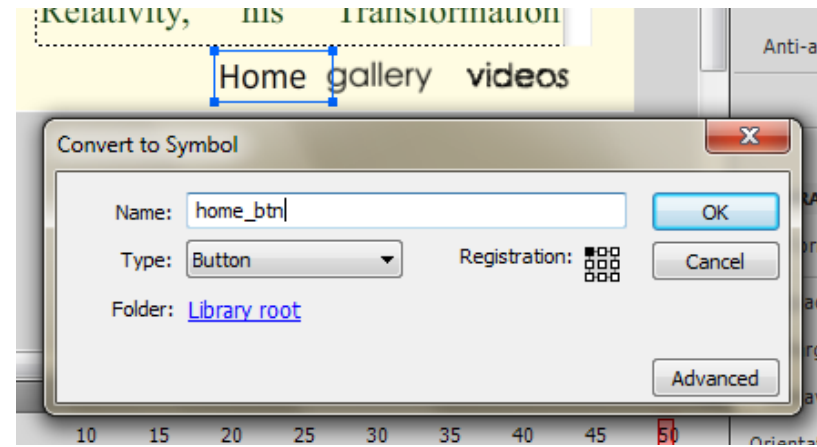 Relativity, his Transformation
Anti-a
Home gallery videos
Convert to Symbol
Name: home_btn
OK
Type: Button
Registration:
Cancel
Folder: Library root
Advanced
10 15 20 25 30 35 40 45 50
Orienta